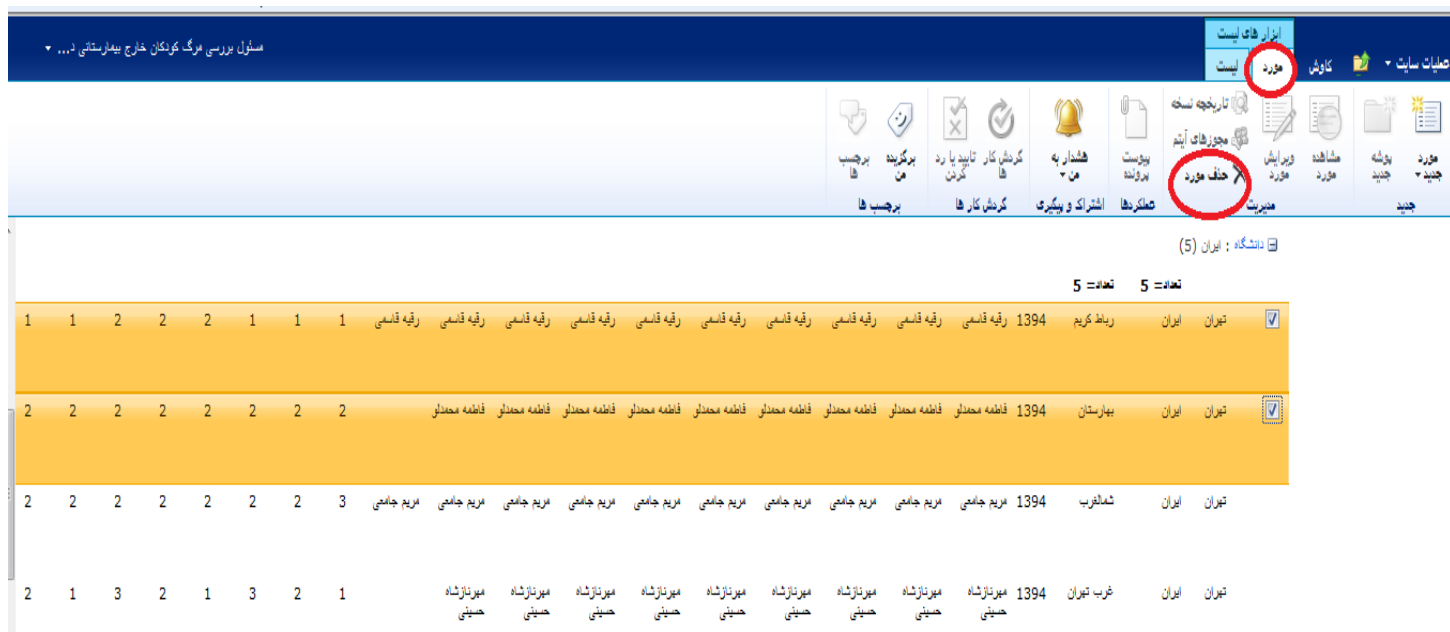 ابزار های لیست
عملیات سایت کاوش مورد لیست مسئول بررسی مرگ کودکان خارج بیمارستانی د...
مورد جدید
پوشه جدید
مشاهده مورد
ویرایش مورد
تاریخچه نسخه
مجوزهای آیتم
حذف مورد
پیوست پرونده
هشدار به من
گردش کار ها
تایید یا رد کردن
برگزیده من
برچسب ها
جدید مدیریت عملکردها اشتراک و پیگیری گردش کار ها برچسب ها
دانشگاه : ایران (5)
تعداد= 5 تعداد= 5
تهران ایران رباط کریم 1394 رقیه قاسمی رقیه قاسمی رقیه قاسمی رقیه قاسمی رقیه قاسمی رقیه قاسمی رقیه قاسمی رقیه قاسمی رقیه قاسمی رقیه قاسمی 1 1 1 2 2 2 1 1
تهران ایران بهارستان 1394 فاطمه محمدلو فاطمه محمدلو فاطمه محمدلو فاطمه محمدلو فاطمه محمدلو فاطمه محمدلو فاطمه محمدلو فاطمه محمدلو فاطمه محمدلو 2 2 2 2 2 2 2 2
تهران ایران شمالغرب 1394 مریم جامعی مریم جامعی مریم جامعی مریم جامعی مریم جامعی مریم جامعی مریم جامعی مریم جامعی مریم جامعی مریم جامعی 3 2 2 2 2 2 2 2
تهران ایران غرب تهران 1394 مهرنازشاه مهرنازشاه مهرنازشاه مهرنازشاه مهرنازشاه مهرنازشاه مهرنازشاه مهرنازشاه مهرنازشاه 1 2 3 1 2 3 1 2
حسینی حسینی حسینی حسینی حسینی حسینی حسینی حسینی حسینی